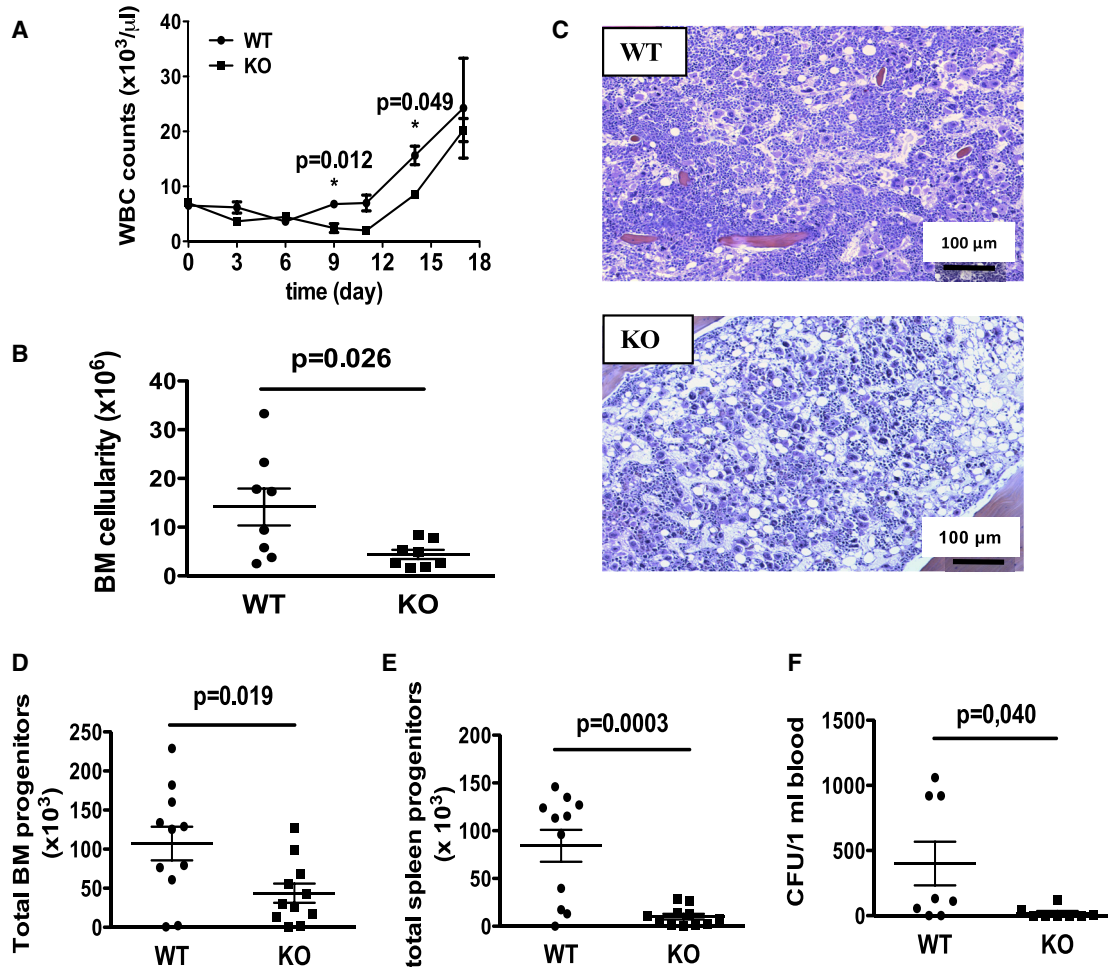 A
WBC counts (x10³/µl)
WT
KO
40
30
20
10
0
p=0.012
*
p=0.049
*
0 3 6 9 12 15 18
time (day)
B
p=0.026
BM cellularity (x10⁶)
40
30
20
10
0
WT KO
C
WT
100 µm
KO
100 µm
D
p=0.019
Total BM progenitors
(x10³)
250
200
150
100
50
0
WT KO
E
p=0.0003
total spleen progenitors
(x 10³)
200
150
100
50
0
WT KO
F
p=0,040
CFU/1 ml blood
1000
500
0
WT KO